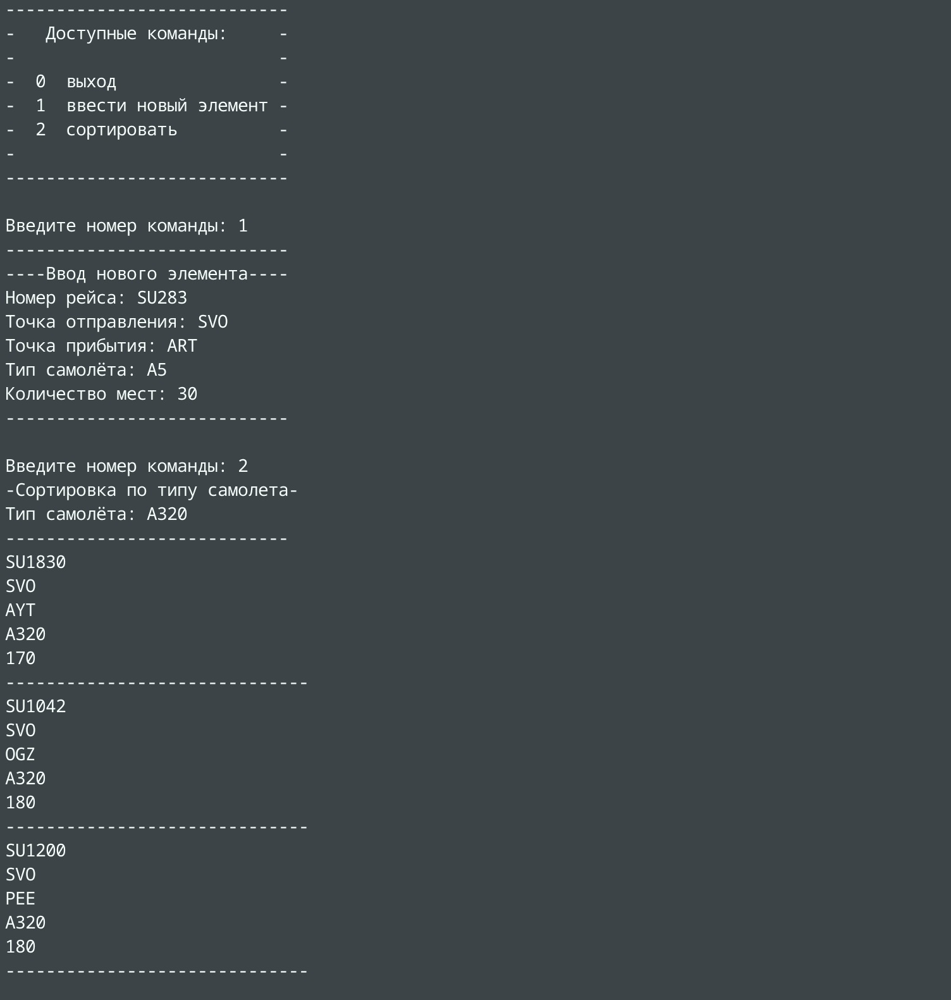 ----------------------------
-   Доступные команды:     -
-                          -
-  0  выход                -
-  1  ввести новый элемент -
-  2  сортировать          -
-                          -
----------------------------

Введите номер команды: 1
----------------------------
----Ввод нового элемента----
Номер рейса: SU283
Точка отправления: SVO
Точка прибытия: ART
Тип самолёта: A5
Количество мест: 30
----------------------------

Введите номер команды: 2
-Сортировка по типу самолета-
Тип самолёта: A320
----------------------------
SU1830
SVO
AYT
A320
170
------------------------------
SU1042
SVO
OGZ
A320
180
------------------------------
SU1200
SVO
PEE
A320
180
------------------------------